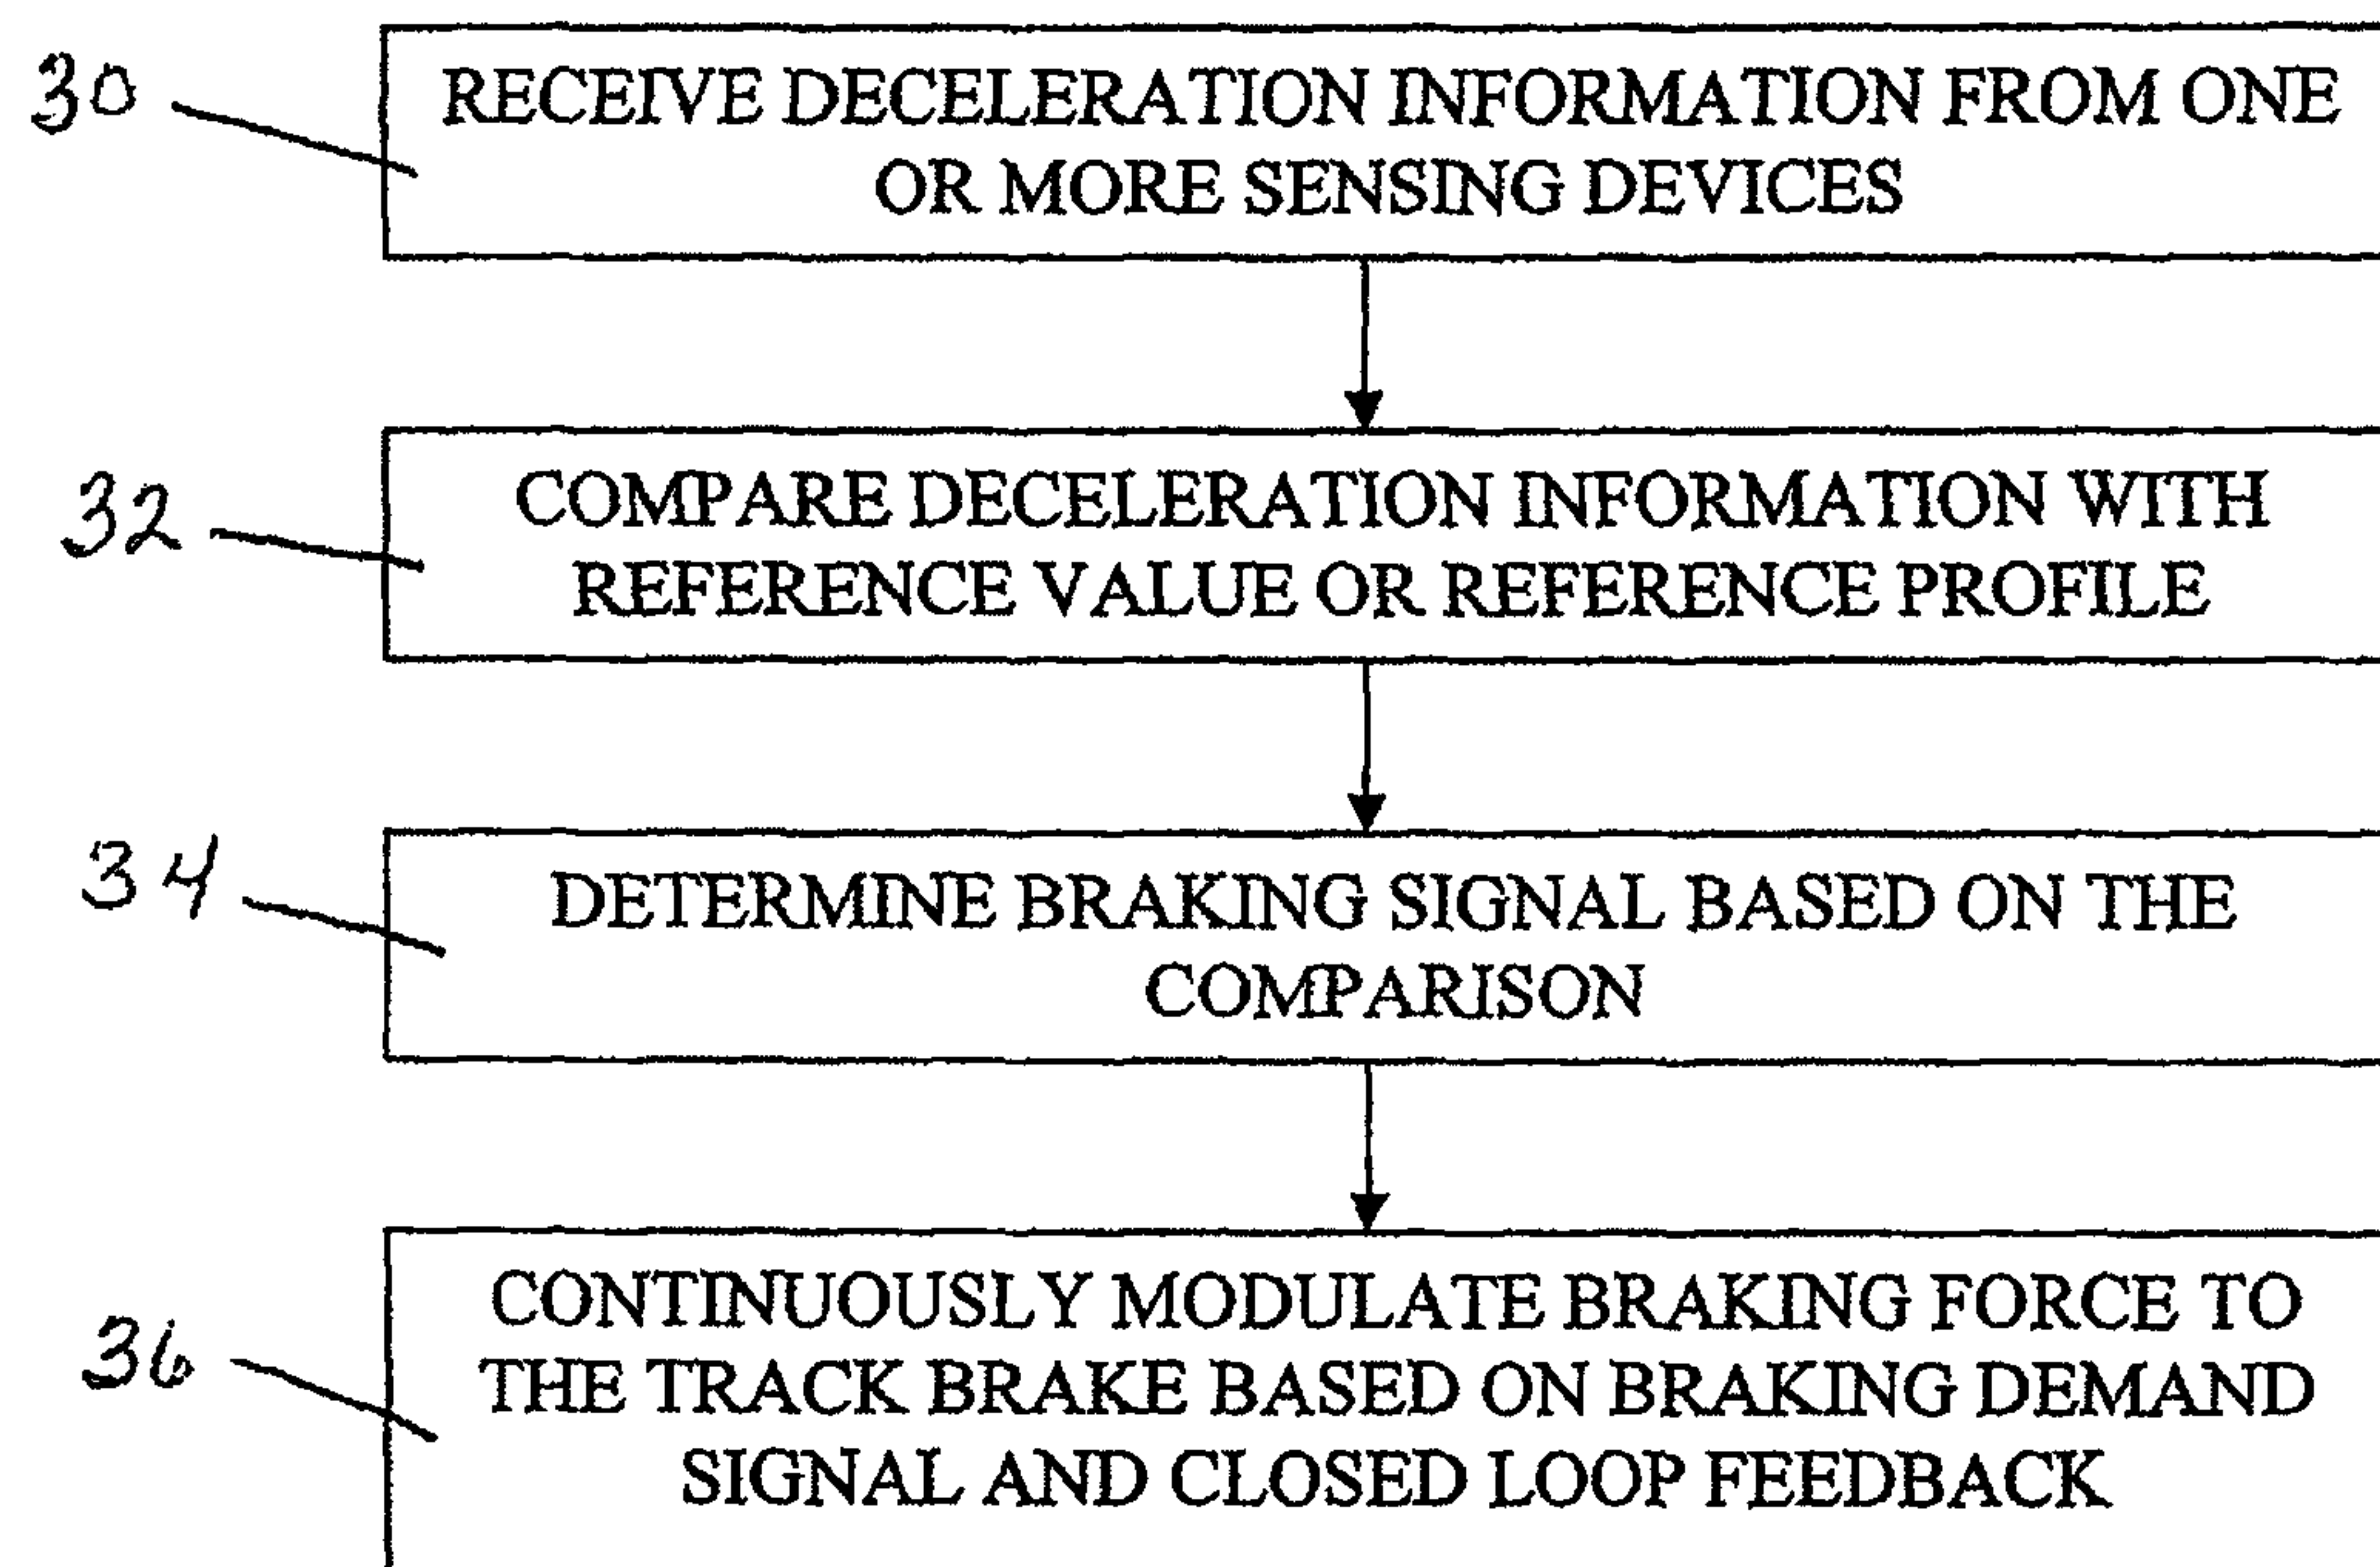 30
RECEIVE DECELERATION INFORMATION FROM ONE
OR MORE SENSING DEVICES
32
COMPARE DECELERATION INFORMATION WITH
REFERENCE VALUE OR REFERENCE PROFILE
34
DETERMINE BRAKING SIGNAL BASED ON THE
COMPARISON
36
CONTINUOUSLY MODULATE BRAKING FORCE TO
THE TRACK BRAKE BASED ON BRAKING DEMAND
SIGNAL AND CLOSED LOOP FEEDBACK